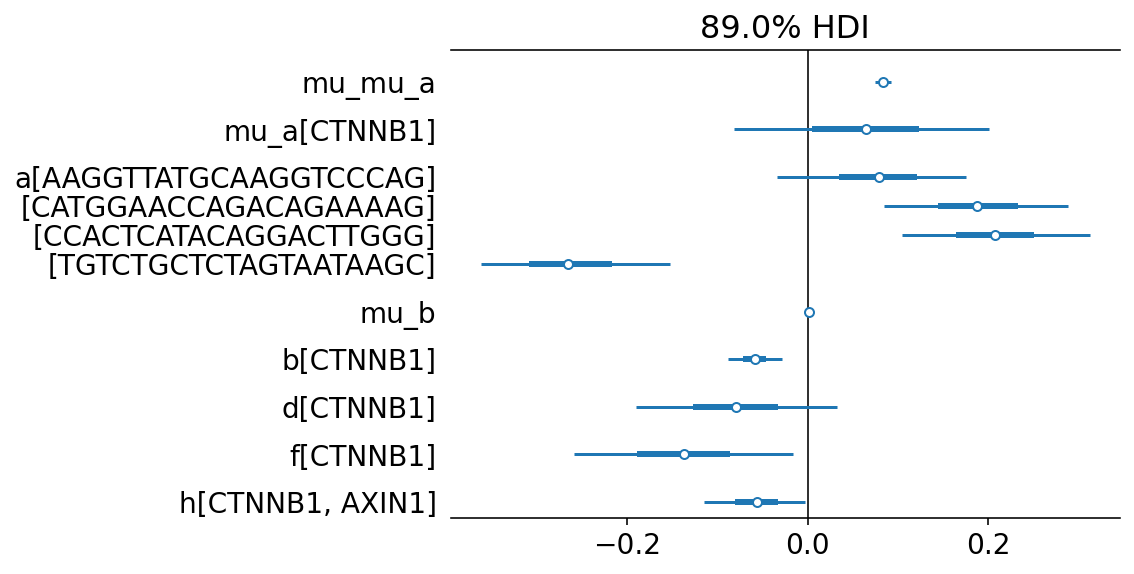 89.0% HDI
mu_mu_a
mu_a[CTNNB1]
a[AAGGTTATGCAAGGTCCCAG]
[CATGGAACCAGACAGAAAAG]
[CCACTCATACAGGACTTGGG]
[TGTCTGCTCTAGTAATAAGC]
mu_b
b[CTNNB1]
d[CTNNB1]
f[CTNNB1]
h[CTNNB1, AXIN1]
−0.2 0.0 0.2